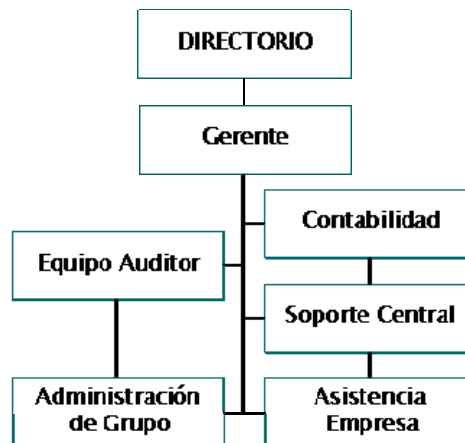 DIRECTORIO
Gerente
Contabilidad
Equipo Auditor
Soporte Central
Administración
de Grupo
Asistencia
Empresa